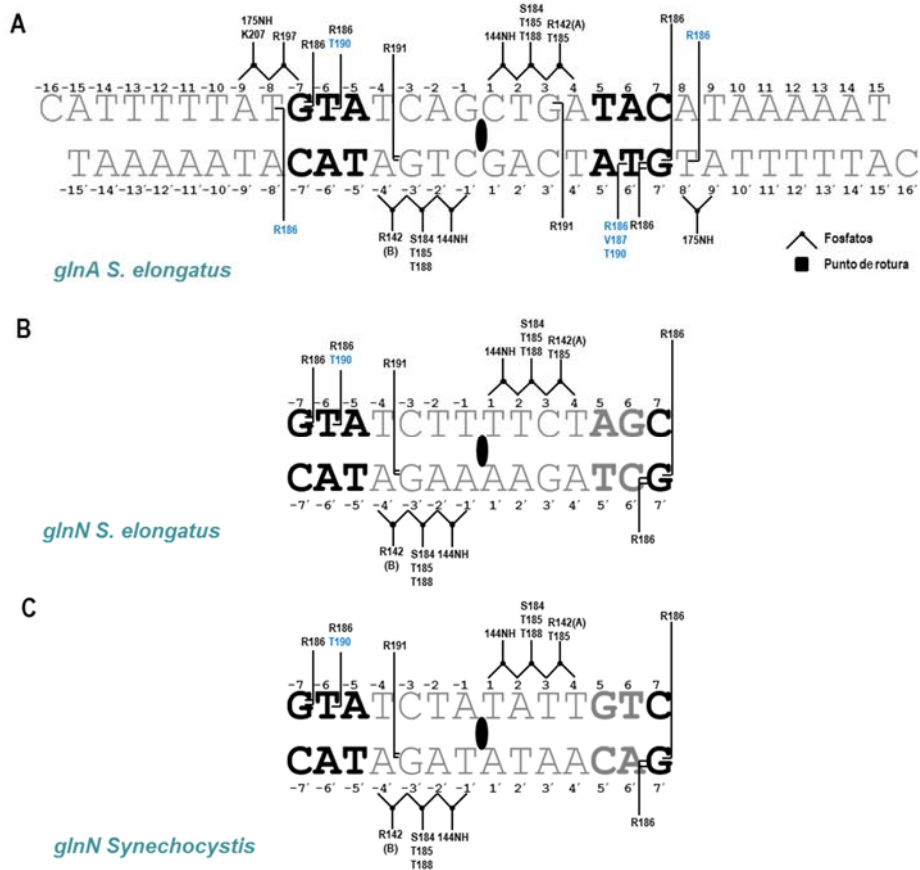 A
175NH
K207
R197
R186
R186
T190
R191
144NH
S184
T185
T188
R142(A)
T185
R186
R186
-16 -15 -14 -13 -12 -11 -10 -9 -8 -7 -6 -5 -4 -3 -2 -1 1 2 3 4 5 6 7 8 9 10 11 12 13 14 15
CATTTTTATGTATCAGCTGATACATAAAAAT
TAAAAATACATAGTCGACTATGTATTTTTAC
-15´-14´-13´-12´-11´-10´ -9´ -8´ -7´ -6´ -5´ -4´ -3´ -2´ -1´ 1´ 2´ 3´ 4´ 5´ 6´ 7´ 8´ 9´ 10´ 11´ 12´ 13´ 14´ 15´ 16´
R186
R142
(B)
S184
T185
T188
144NH
R191
R186
V187
T190
R186
175NH
Fosfatos
Punto de rotura
glnA S. elongatus
B
R186
R186
T190
R191
144NH
S184
T185
T188
R142(A)
T185
R186
-7 -6 -5 -4 -3 -2 -1 1 2 3 4 5 6 7
GTATCTTTTCTAGC
CATAGAAAAGATCG
-7´ -6´ -5´ -4´ -3´ -2´ -1´ 1´ 2´ 3´ 4´ 5´ 6´ 7´
R142
(B)
S184
T185
T188
144NH
R186
glnN S. elongatus
C
R186
R186
T190
R191
144NH
S184
T185
T188
R142(A)
T185
R186
-7 -6 -5 -4 -3 -2 -1 1 2 3 4 5 6 7
GTATCTATATTGTC
CATAGATATAACAG
-7´ -6´ -5´ -4´ -3´ -2´ -1´ 1´ 2´ 3´ 4´ 5´ 6´ 7´
R142
(B)
S184
T185
T188
144NH
R186
glnN Synechocystis